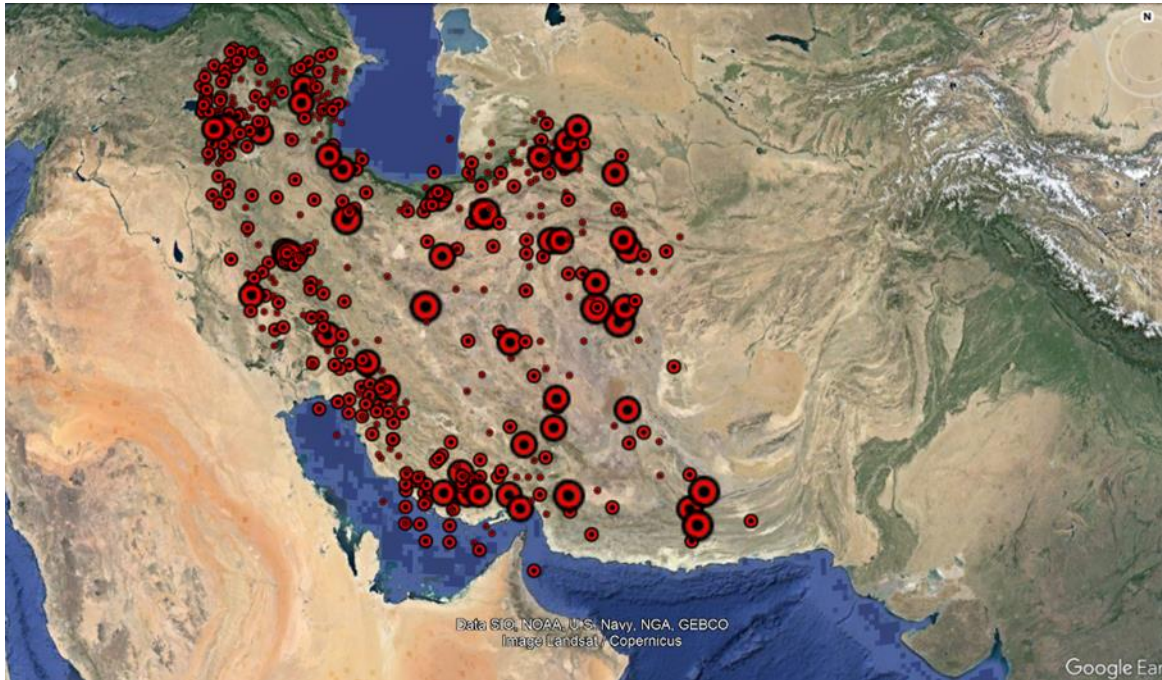 N
Data SIO, NOAA, U.S. Navy, NGA, GEBCO
Image Landsat / Copernicus
Google Ear